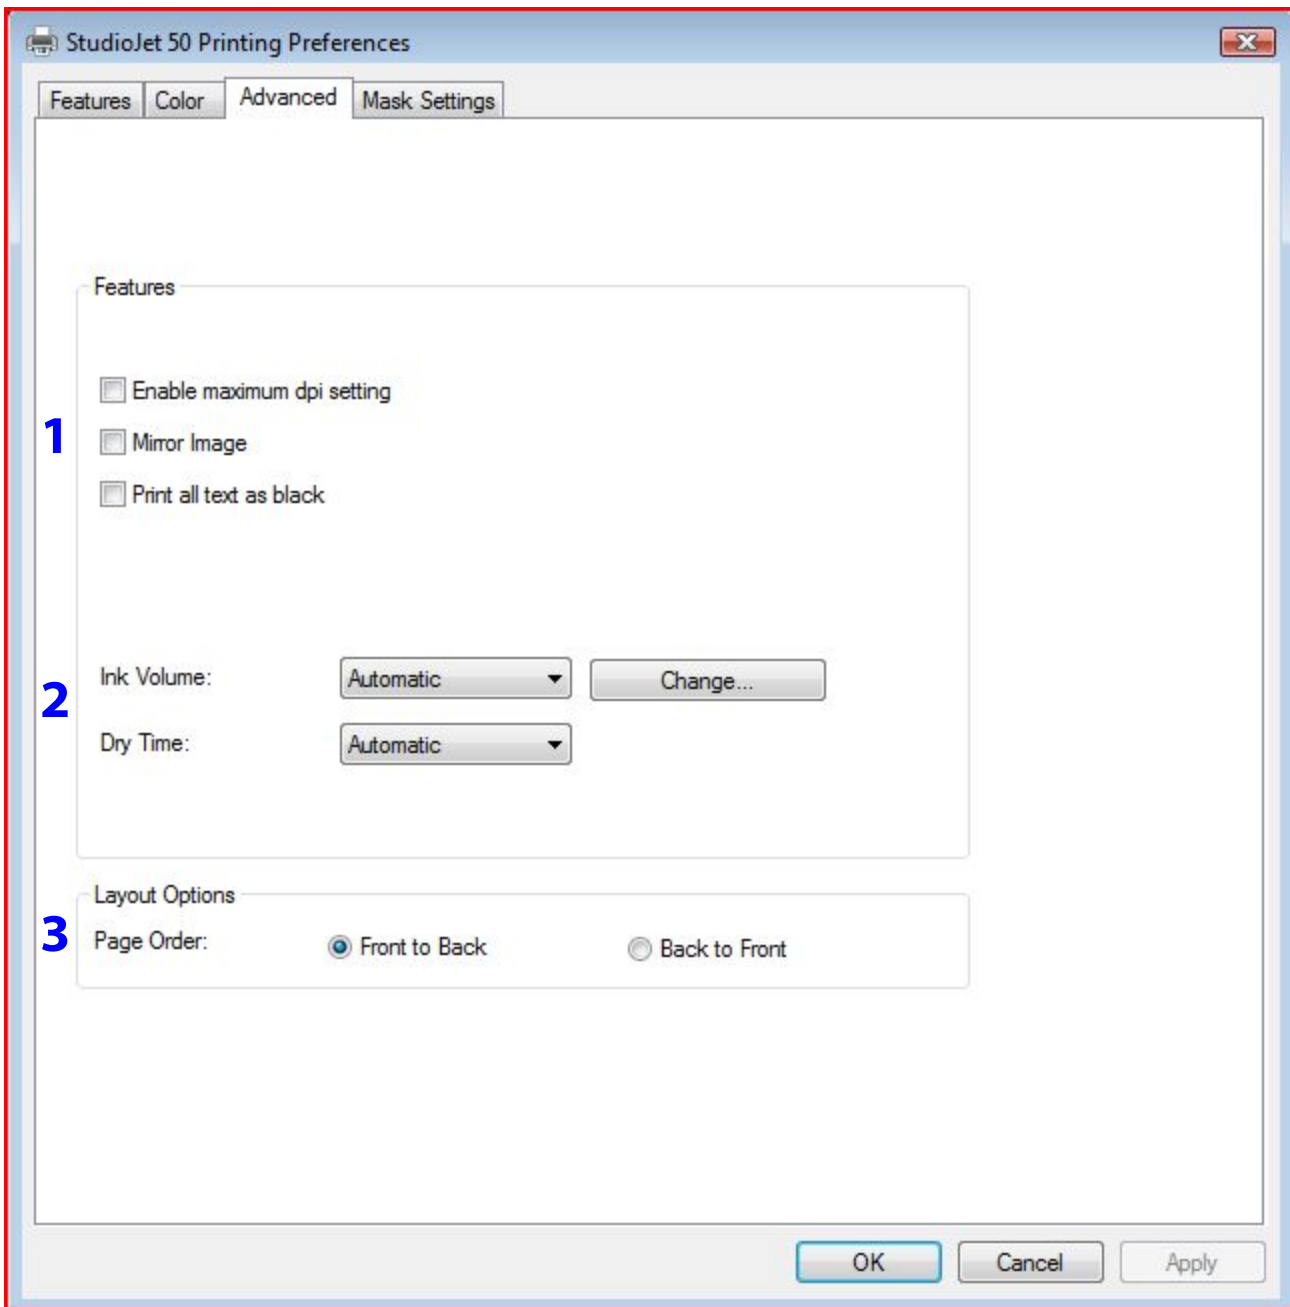 StudioJet 50 Printing Preferences
Features Color Advanced Mask Settings
Features
Enable maximum dpi setting
1 Mirror Image
Print all text as black
Ink Volume: Automatic Change...
2
Dry Time: Automatic
Layout Options
3 Page Order: Front to Back Back to Front
OK Cancel Apply